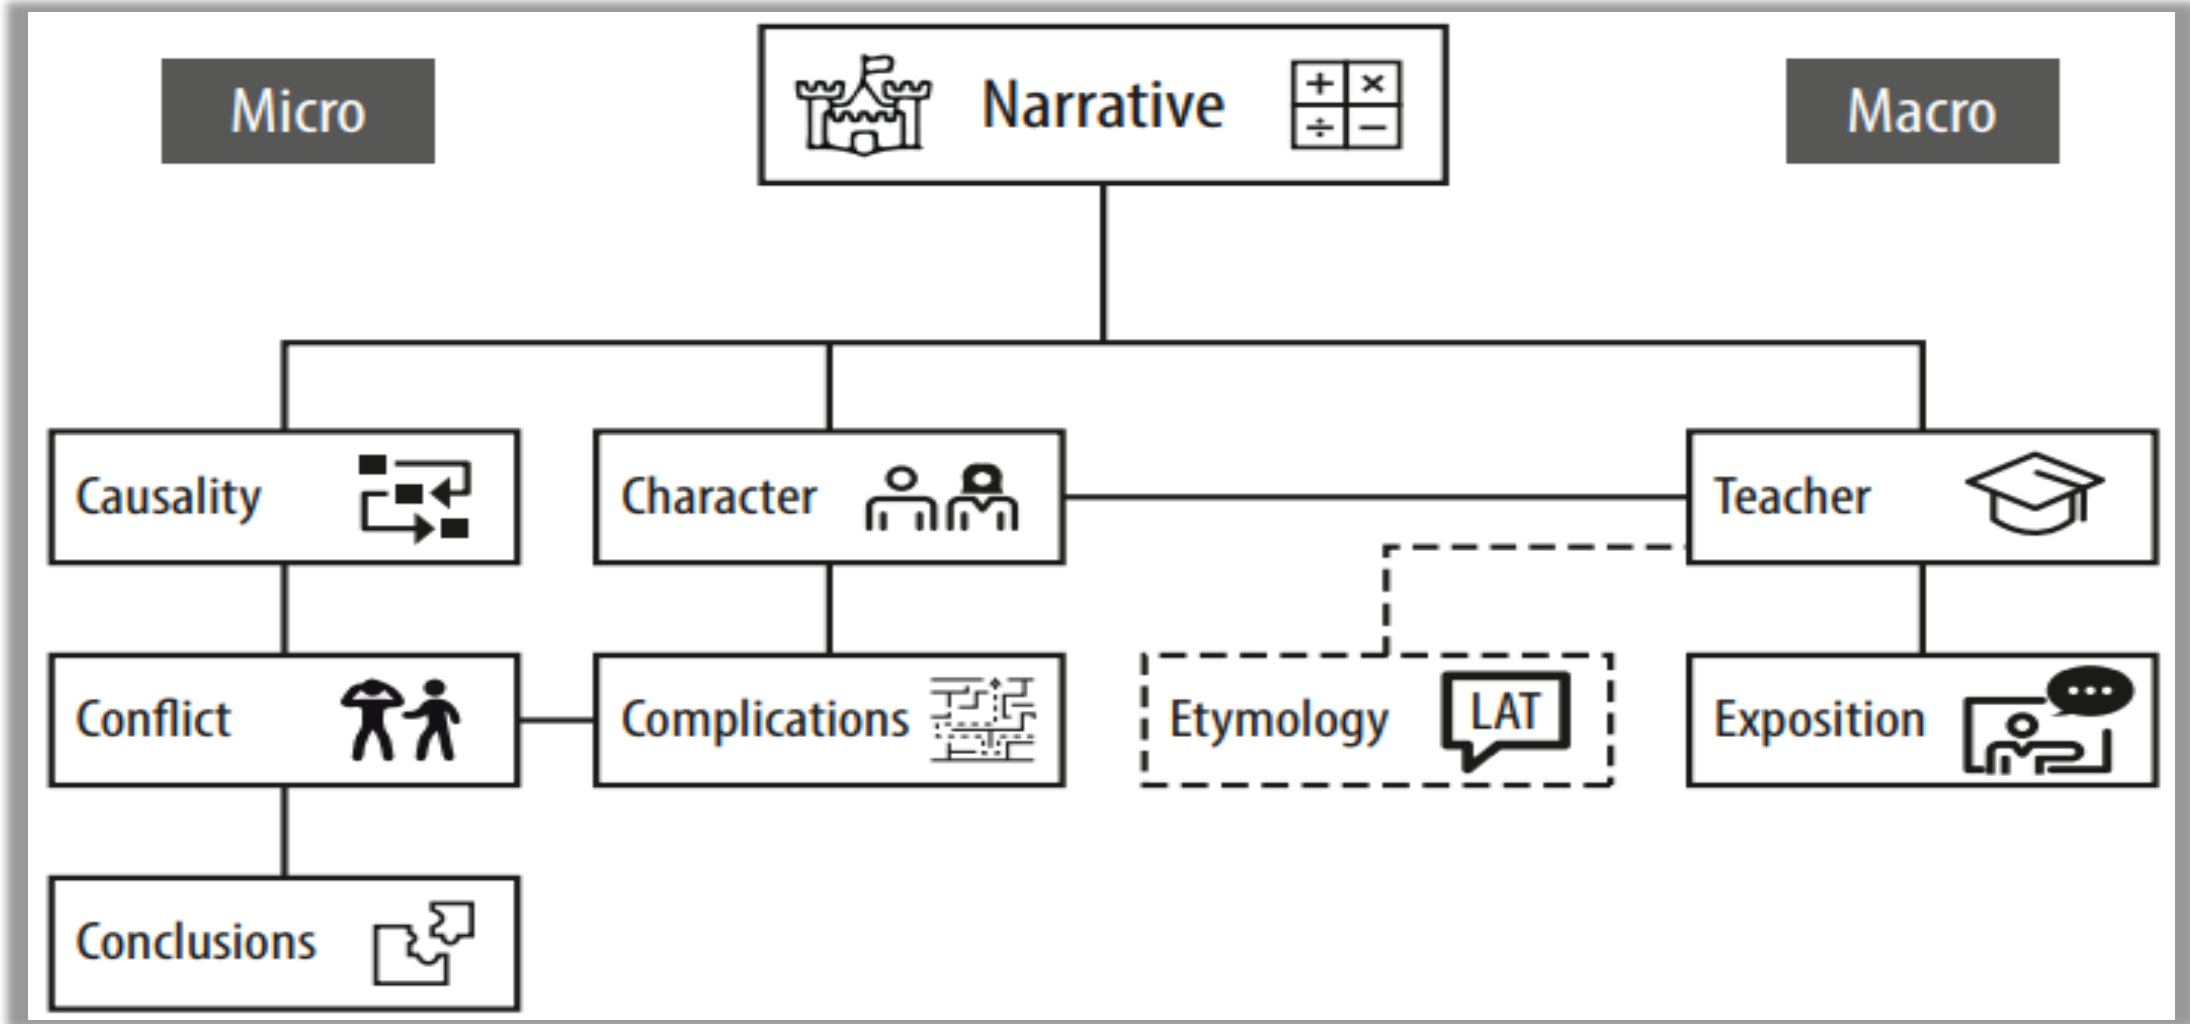 Micro
Narrative
+ ×
÷ −
Macro
Causality
Character
Teacher
Conflict
Complications
Etymology
LAT
Exposition
Conclusions